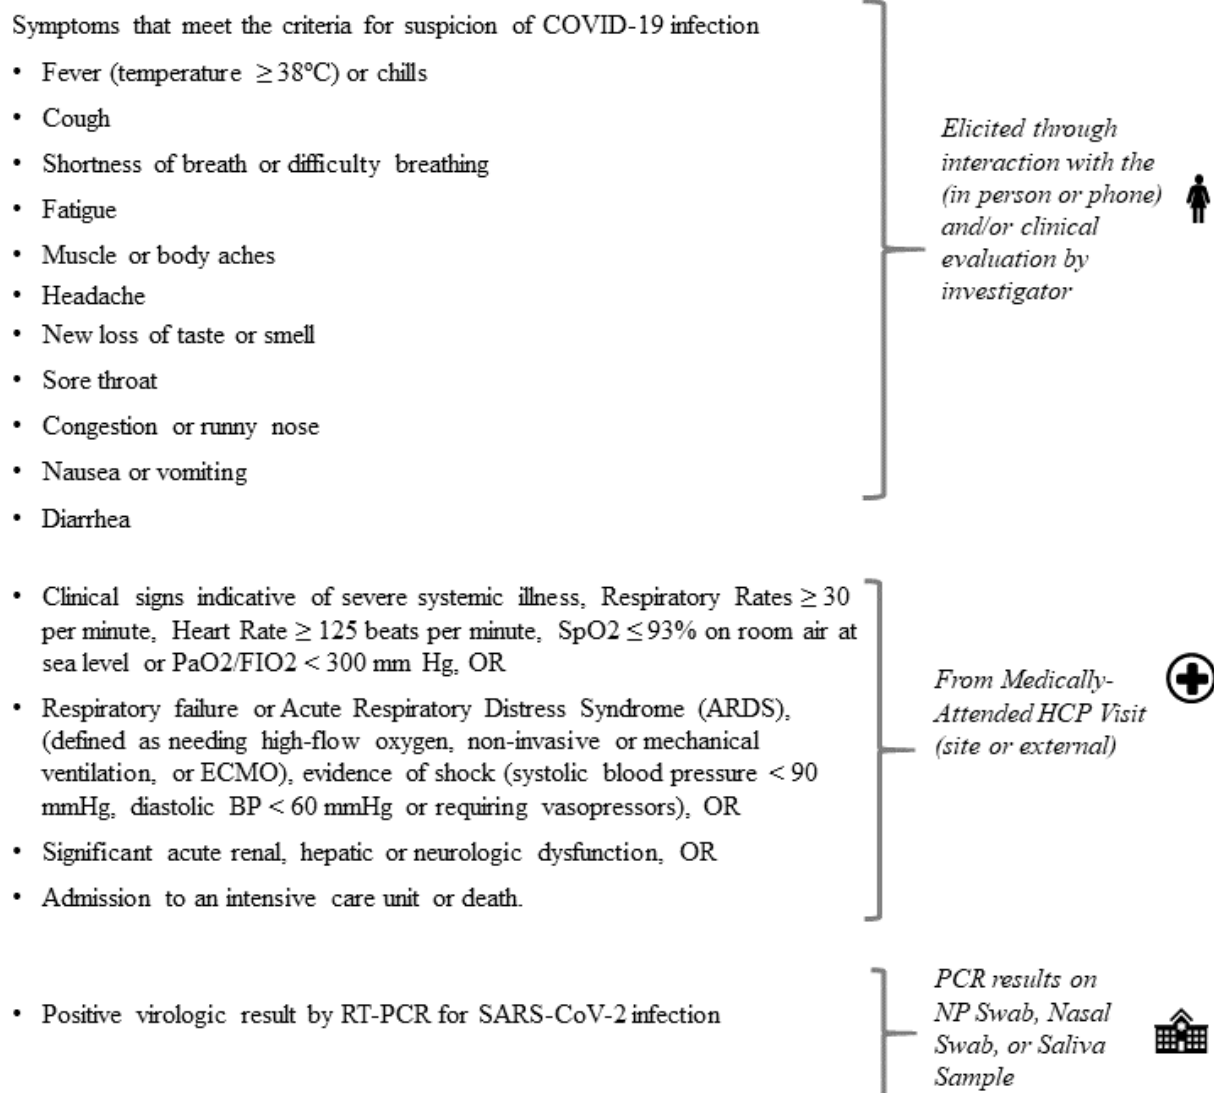 Symptoms that meet the criteria for suspicion of COVID-19 infection
• Fever (temperature ≥ 38°C) or chills
• Cough
• Shortness of breath or difficulty breathing
• Fatigue
• Muscle or body aches
• Headache
• New loss of taste or smell
• Sore throat
• Congestion or runny nose
• Nausea or vomiting
• Diarrhea
Elicited through
interaction with the
(in person or phone)
and/or clinical
evaluation by
investigator
• Clinical signs indicative of severe systemic illness, Respiratory Rates ≥ 30
per minute, Heart Rate ≥ 125 beats per minute, SpO2 ≤ 93% on room air at
sea level or PaO2/FIO2 < 300 mm Hg, OR
• Respiratory failure or Acute Respiratory Distress Syndrome (ARDS),
(defined as needing high-flow oxygen, non-invasive or mechanical
ventilation, or ECMO), evidence of shock (systolic blood pressure < 90
mmHg, diastolic BP < 60 mmHg or requiring vasopressors), OR
• Significant acute renal, hepatic or neurologic dysfunction, OR
• Admission to an intensive care unit or death.
From Medically-
Attended HCP Visit
(site or external)
• Positive virologic result by RT-PCR for SARS-CoV-2 infection
PCR results on
NP Swab, Nasal
Swab, or Saliva
Sample